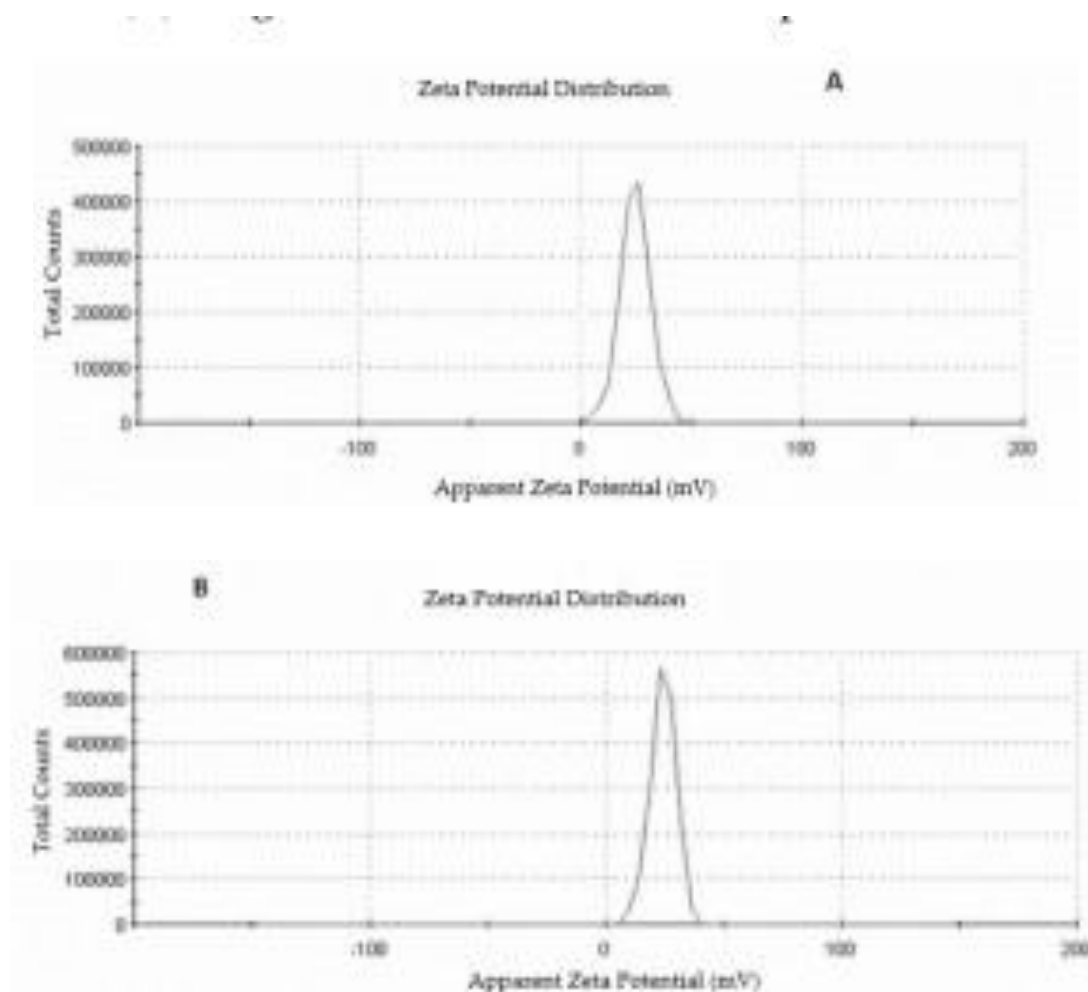 Zeta Potential Distribution A
500000
400000
300000
200000
100000
0
Total Counts
-100 0 100 200
Apparent Zeta Potential (mV)
B
Zeta Potential Distribution
600000
500000
400000
300000
200000
100000
0
Total Counts
-100 0 100 200
Apparent Zeta Potential (mV)